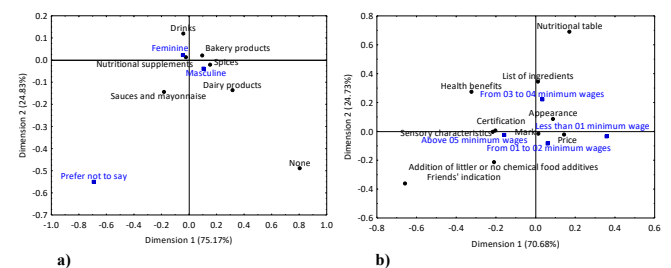 0.2
0.1
0.0
-0.1
-0.2
-0.3
-0.4
-0.5
-0.6
-0.7
Dimension 2 (24.83%)
Drinks
Feminine
Bakery products
Nutritional supplements
Spices
Masculine
Dairy products
Sauces and mayonnaise
None
Prefer not to say
-1.0 -0.8 -0.6 -0.4 -0.2 0.0 0.2 0.4 0.6 0.8 1.0
Dimension 1 (75.17%)
a)
0.8
0.6
0.4
0.2
0.0
-0.2
-0.4
-0.6
Dimension 2 (24.73%)
Nutritional table
List of ingredients
Health benefits
From 03 to 04 minimum wages
Appearance
Certification
Less than 01 minimum wage
Sensory characteristics
Mark
Above 05 minimum wages
Price
From 01 to 02 minimum wages
Addition of littler or no chemical food additives
Friends' indication
-0.8 -0.6 -0.4 -0.2 0.0 0.2 0.4 0.6
Dimension 1 (70.68%)
b)